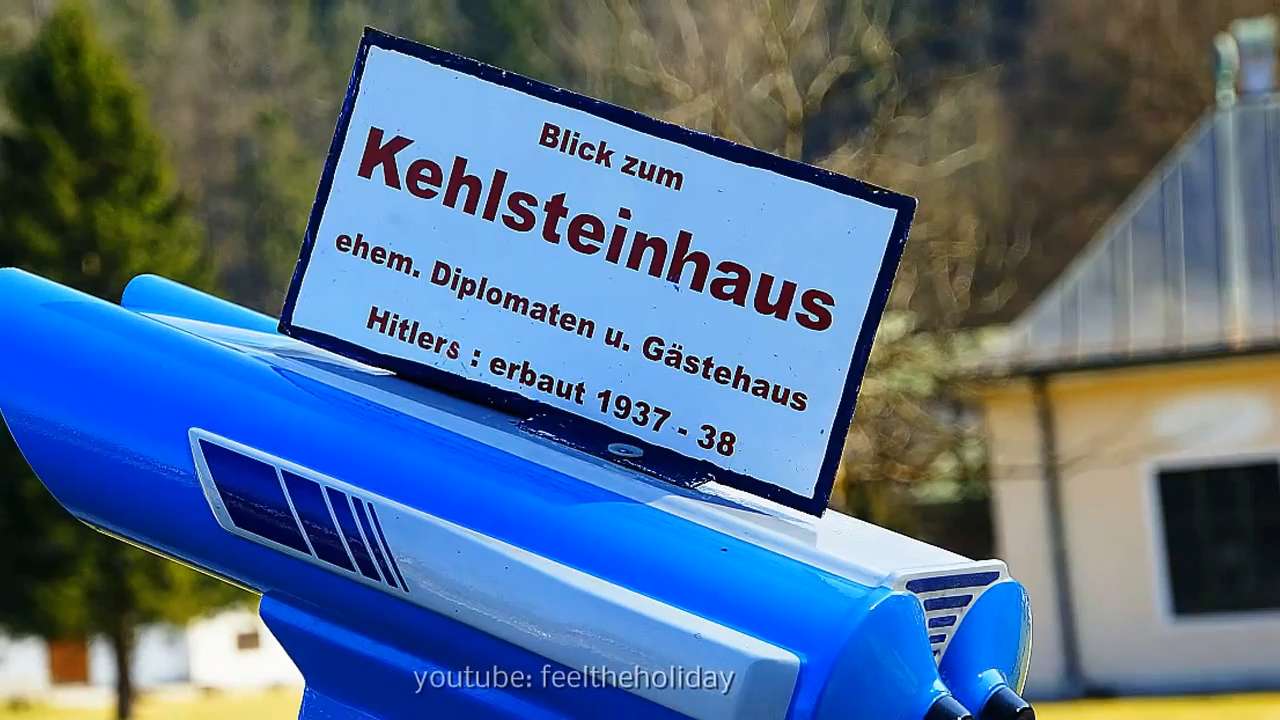 Blick zum
Kehlsteinhaus
ehem. Diplomaten u. Gästehaus
Hitlers : erbaut 1937 - 38
youtube: feeltheholiday